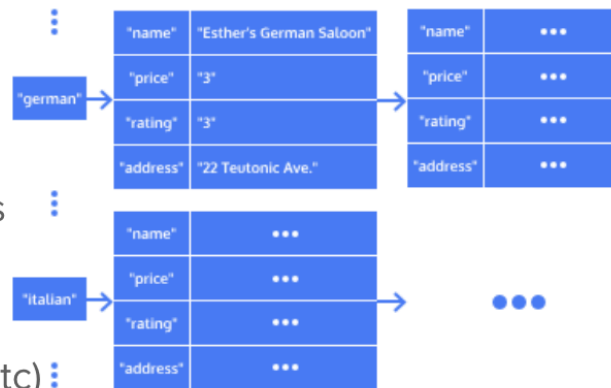 "name" "Esther's German Saloon" "name" •••
"price" "3" "price" •••
"german"
"rating" "3" "rating" •••
"address" "22 Teutonic Ave." "address" •••
s
"name" •••
"price" •••
"italian" •••
"rating" •••
"address" •••
tc)